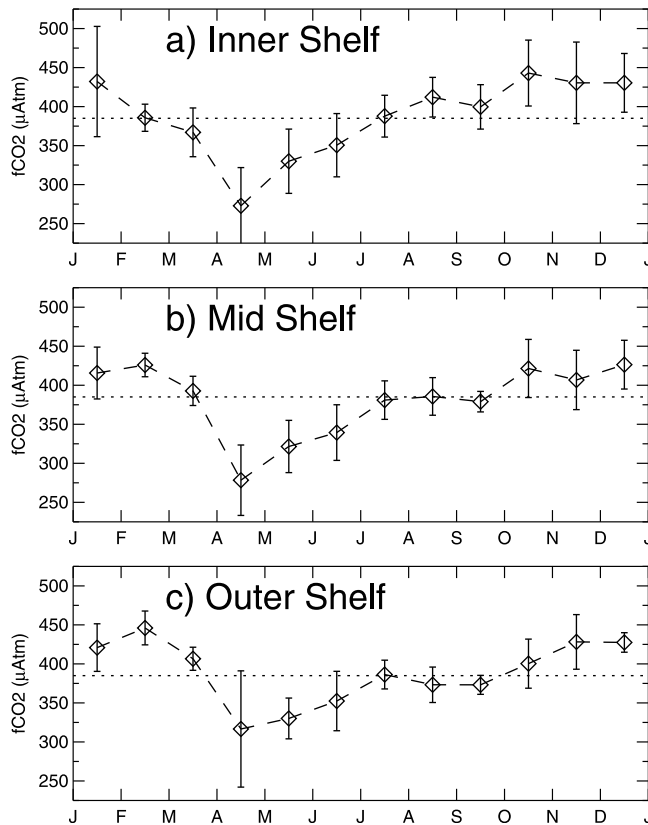 a) Inner Shelf
fCO2 (µAtm)
500
450
400
350
300
250
J F M A M J J A S O N D J
b) Mid Shelf
fCO2 (µAtm)
500
450
400
350
300
250
J F M A M J J A S O N D J
c) Outer Shelf
fCO2 (µAtm)
500
450
400
350
300
250
J F M A M J J A S O N D J